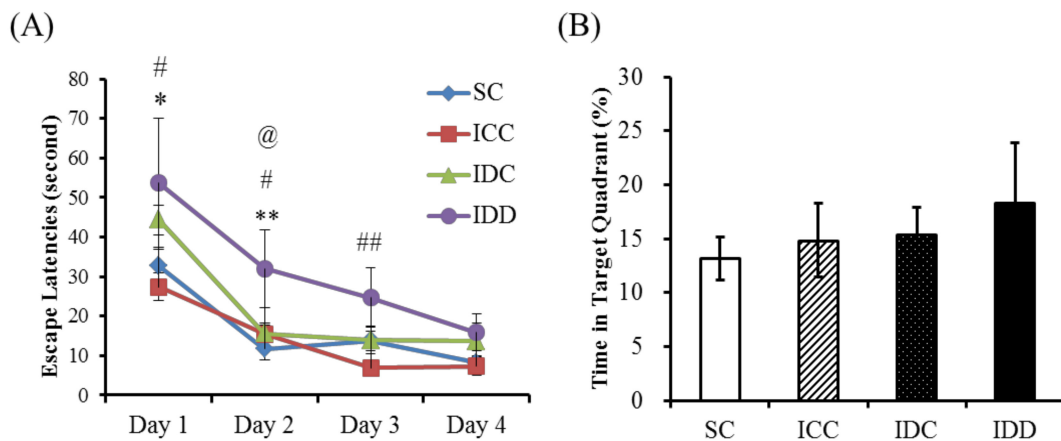 (A)
Escape Latencies (second)
80
70
60
50
40
30
20
10
0
#
*
@
#
**
##
SC
ICC
IDC
IDD
Day 1 Day 2 Day 3 Day 4
(B)
Time in Target Quadrant (%)
30
25
20
15
10
5
0
SC ICC IDC IDD